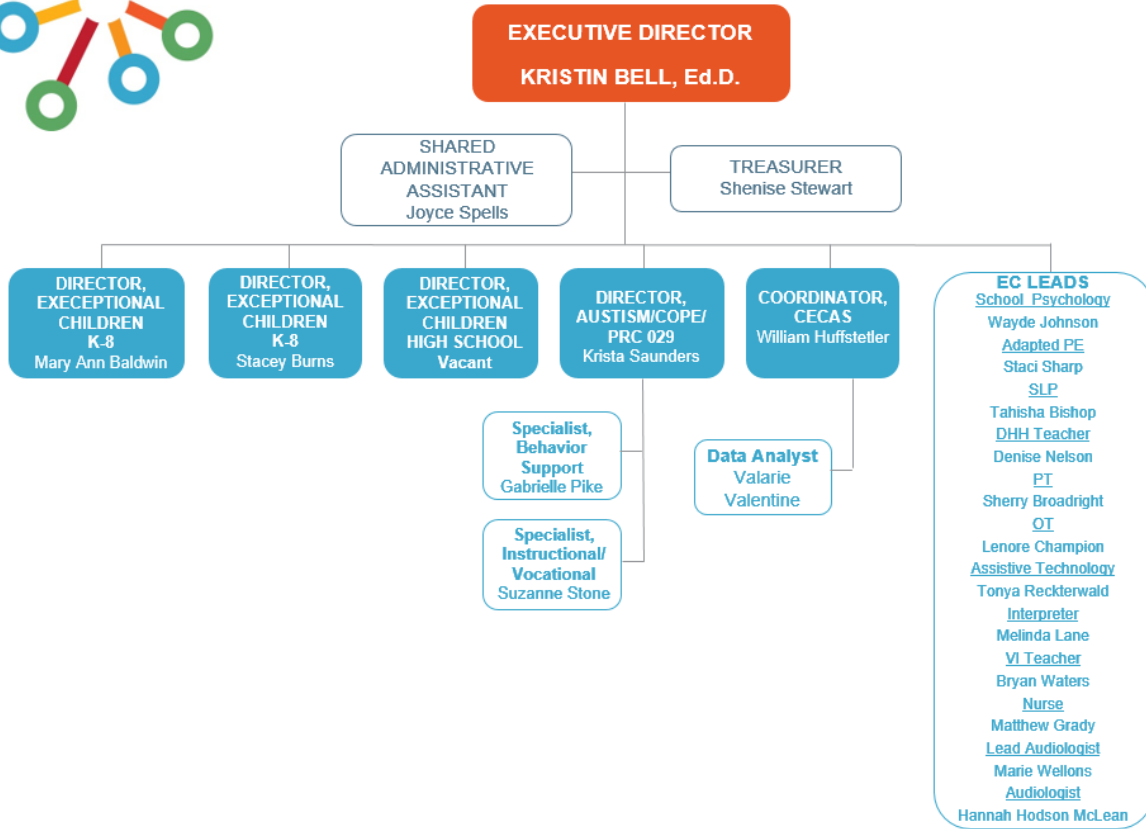 EXECUTIVE DIRECTOR
KRISTIN BELL, Ed.D.
SHARED
ADMINISTRATIVE
ASSISTANT
Joyce Spells
TREASURER
Shenise Stewart
DIRECTOR,
EXECEPTIONAL
CHILDREN
K-8
Mary Ann Baldwin
DIRECTOR,
EXCEPTIONAL
CHILDREN
K-8
Stacey Burns
DIRECTOR,
EXCEPTIONAL
CHILDREN
HIGH SCHOOL
Vacant
DIRECTOR,
AUSTISM/COPE/
PRC 029
Krista Saunders
COORDINATOR,
CECAS
William Huffstetler
Specialist,
Behavior
Support
Gabrielle Pike
Specialist,
Instructional/
Vocational
Suzanne Stone
Data Analyst
Valarie
Valentine
EC LEADS
School Psychology
Wayde Johnson
Adapted PE
Staci Sharp
SLP
Tahisha Bishop
DHH Teacher
Denise Nelson
PT
Sherry Broadright
OT
Lenore Champion
Assistive Technology
Tonya Reckterwald
Interpreter
Melinda Lane
VI Teacher
Bryan Waters
Nurse
Matthew Grady
Lead Audiologist
Marie Wellons
Audiologist
Hannah Hodson McLean